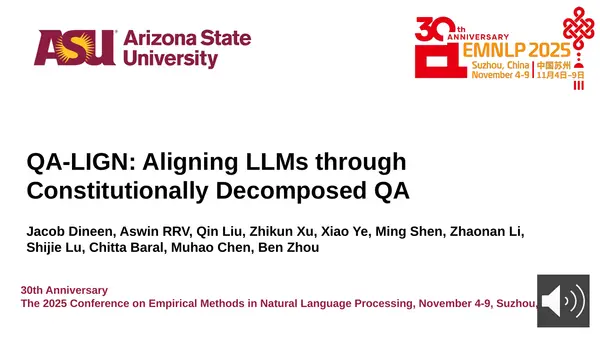 ASU Arizona State
University
30th
ANNIVERSARY
EMNLP 2025
Suzhou, China
November 4-9
中国苏州
11月4日-9日
QA-LIGN: Aligning LLMs through
Constitutionally Decomposed QA
Jacob Dineen, Aswin RRV, Qin Liu, Zhikun Xu, Xiao Ye, Ming Shen, Zhaonan Li,
Shijie Lu, Chitta Baral, Muhao Chen, Ben Zhou
30th Anniversary
The 2025 Conference on Empirical Methods in Natural Language Processing, November 4-9, Suzhou,